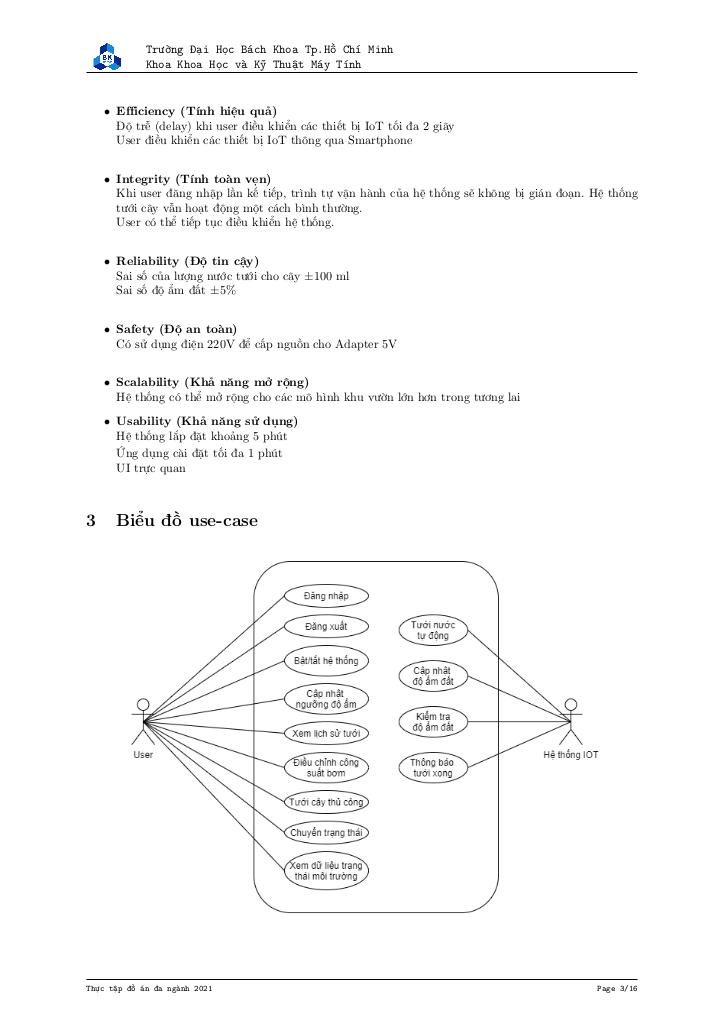 BK
Trường Đại Học Bách Khoa Tp.Hồ Chí Minh
Khoa Khoa Học và Kỹ Thuật Máy Tính
• Efficiency (Tính hiệu quả)
Độ trễ (delay) khi user điều khiển các thiết bị IoT tối đa 2 giây
User điều khiển các thiết bị IoT thông qua Smartphone
• Integrity (Tính toàn vẹn)
Khi user đăng nhập lần kế tiếp, trình tự vận hành của hệ thống sẽ không bị gián đoạn. Hệ thống
tưới cây vẫn hoạt động một cách bình thường.
User có thể tiếp tục điều khiển hệ thống.
• Reliability (Độ tin cậy)
Sai số của lượng nước tưới cho cây ±100 ml
Sai số độ ẩm đất ±5%
• Safety (Độ an toàn)
Có sử dụng điện 220V để cấp nguồn cho Adapter 5V
• Scalability (Khả năng mở rộng)
Hệ thống có thể mở rộng cho các mô hình khu vườn lớn hơn trong tương lai
• Usability (Khả năng sử dụng)
Hệ thống lắp đặt khoảng 5 phút
Ứng dụng cài đặt tối đa 1 phút
UI trực quan
3 Biểu đồ use-case
Đăng nhập
Đăng xuất
Bật/tắt hệ thống
Cập nhật
ngưỡng độ ẩm
Xem lịch sử tưới
Điều chỉnh công
suất bơm
Tưới cây thủ công
Chuyển trạng thái
Xem dữ liệu trạng
thái môi trường
Tưới nước
tự động
Cập nhật
độ ẩm đất
Kiểm tra
độ ẩm đất
Thông báo
tưới xong
User
Hệ thống IOT
Thực tập đồ án đa ngành 2021
Page 3/16